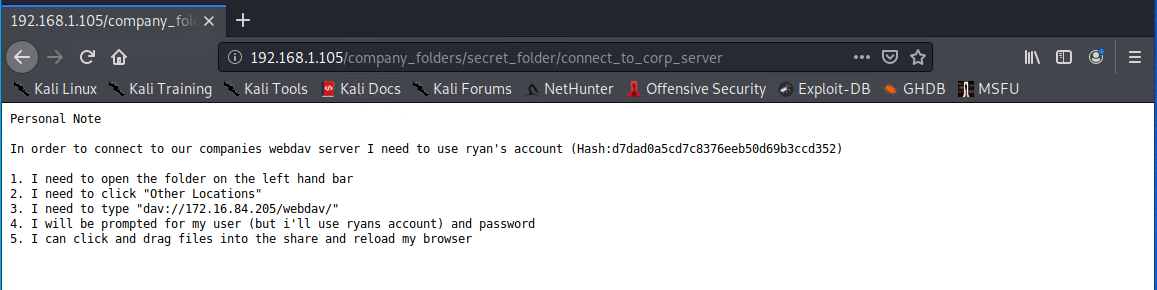 192.168.1.105/company_fol
192.168.1.105/company_folders/secret_folder/connect_to_corp_server
Kali Linux Kali Training Kali Tools Kali Docs Kali Forums NetHunter Offensive Security Exploit-DB GHDB MSFU
Personal Note
In order to connect to our companies webdav server I need to use ryan's account (Hash:d7dad0a5cd7c8376eeb50d69b3ccd352)
1. I need to open the folder on the left hand bar
2. I need to click "Other Locations"
3. I need to type "dav://172.16.84.205/webdav/"
4. I will be prompted for my user (but i'll use ryans account) and password
5. I can click and drag files into the share and reload my browser